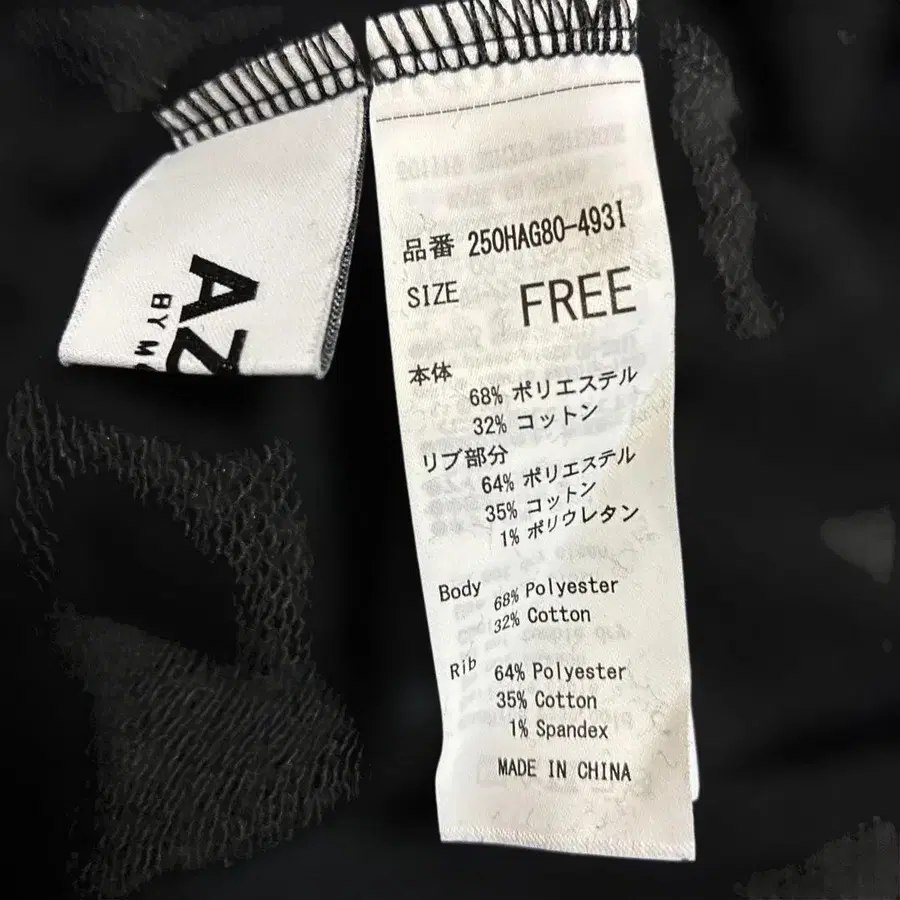 AZ
BY M
品番 250HAG80-493I
SIZE FREE
本体
68% ポリエステル
32% コットン
リブ部分
64% ポリエステル
35% コットン
1% ポリウレタン
Body 68% Polyester
32% Cotton
Rib 64% Polyester
35% Cotton
1% Spandex
MADE IN CHINA